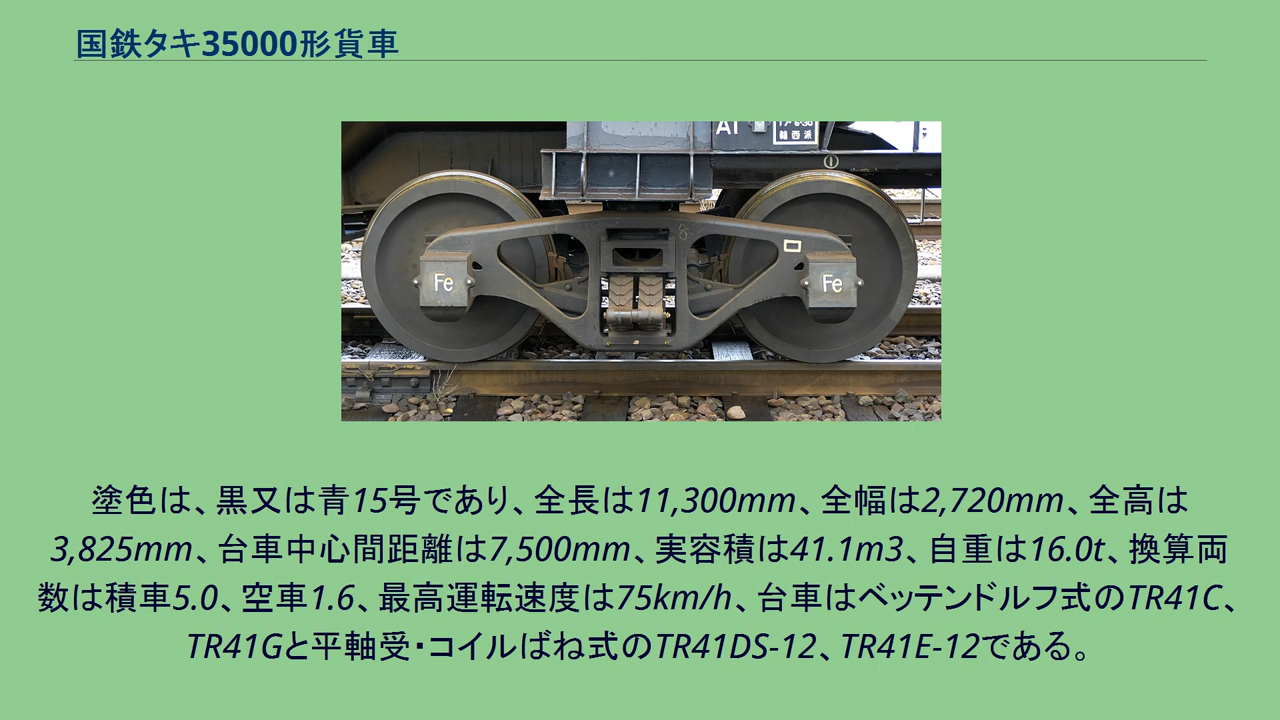 国鉄タキ35000形貨車
AI
輪西派
Fe
Fe
塗色は、黒又は青15号であり、全長は11,300mm、全幅は2,720mm、全高は
3,825mm、台車中心間距離は7,500mm、実容積は41.1m3、自重は16.0t、換算両
数は積車5.0、空車1.6、最高運転速度は75km/h、台車はベッテンドルフ式のTR41C、
TR41Gと平軸受・コイルばね式のTR41DS-12、TR41E-12である。